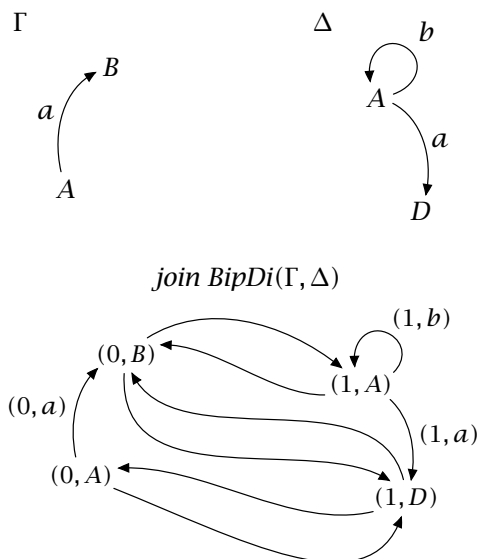 Γ Δ
B b
a A
A a
D
join BipDi(Γ, Δ)
(1, b)
(0, B) (1, A)
(0, a) (1, a)
(0, A) (1, D)